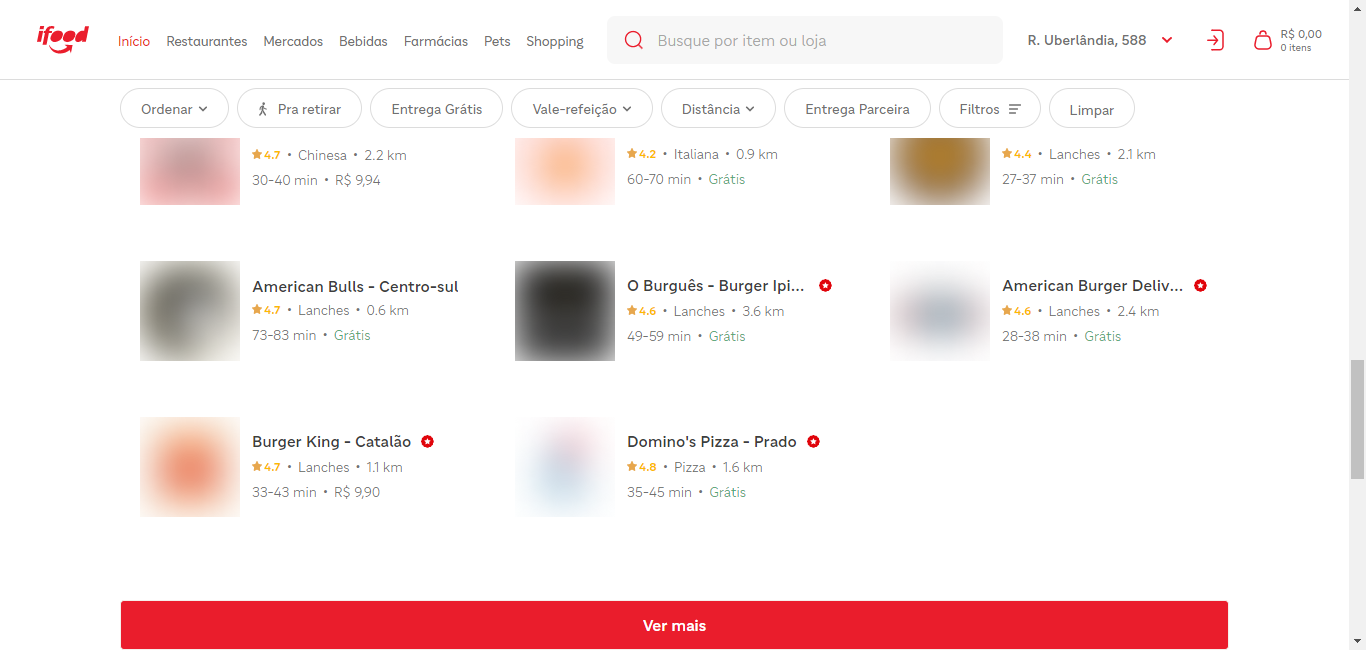 ifood
Início Restaurantes Mercados Bebidas Farmácias Pets Shopping
Busque por item ou loja
R. Uberlândia, 588
R$ 0,00
0 itens
Ordenar
Pra retirar
Entrega Grátis
Vale-refeição
Distância
Entrega Parceira
Filtros
Limpar
4.7 • Chinesa • 2.2 km
30-40 min • R$ 9,94
4.2 • Italiana • 0.9 km
60-70 min • Grátis
4.4 • Lanches • 2.1 km
27-37 min • Grátis
American Bulls - Centro-sul
4.7 • Lanches • 0.6 km
73-83 min • Grátis
O Burguês - Burger Ipi...
4.6 • Lanches • 3.6 km
49-59 min • Grátis
American Burger Deliv...
4.6 • Lanches • 2.4 km
28-38 min • Grátis
Burger King - Catalão
4.7 • Lanches • 1.1 km
33-43 min • R$ 9,90
Domino's Pizza - Prado
4.8 • Pizza • 1.6 km
35-45 min • Grátis
Ver mais